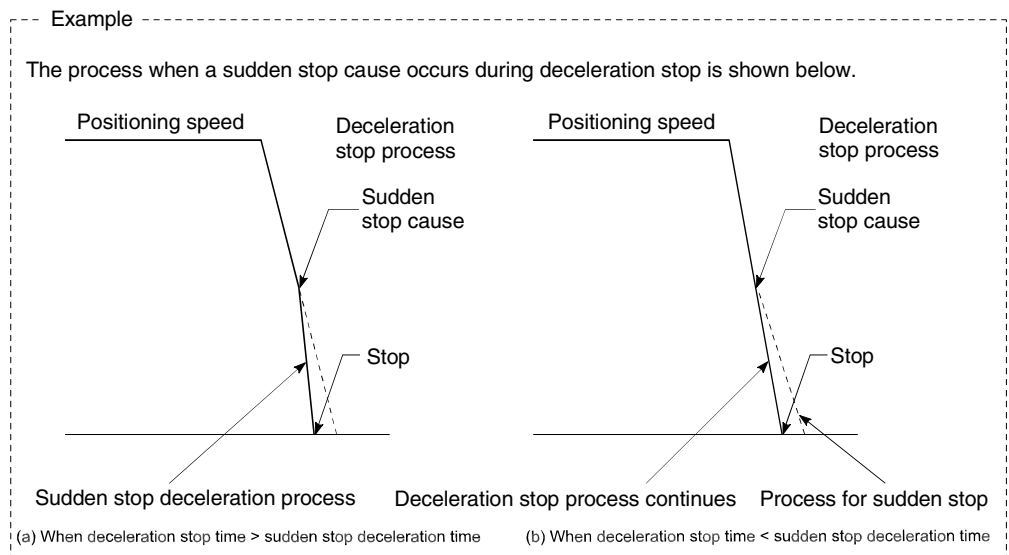 Example
The process when a sudden stop cause occurs during deceleration stop is shown below.
Positioning speed
Deceleration
stop process
Sudden
stop cause
Stop
Sudden stop deceleration process
(a) When deceleration stop time > sudden stop deceleration time
Positioning speed
Deceleration
stop process
Sudden
stop cause
Stop
Deceleration stop process continues
Process for sudden stop
(b) When deceleration stop time < sudden stop deceleration time